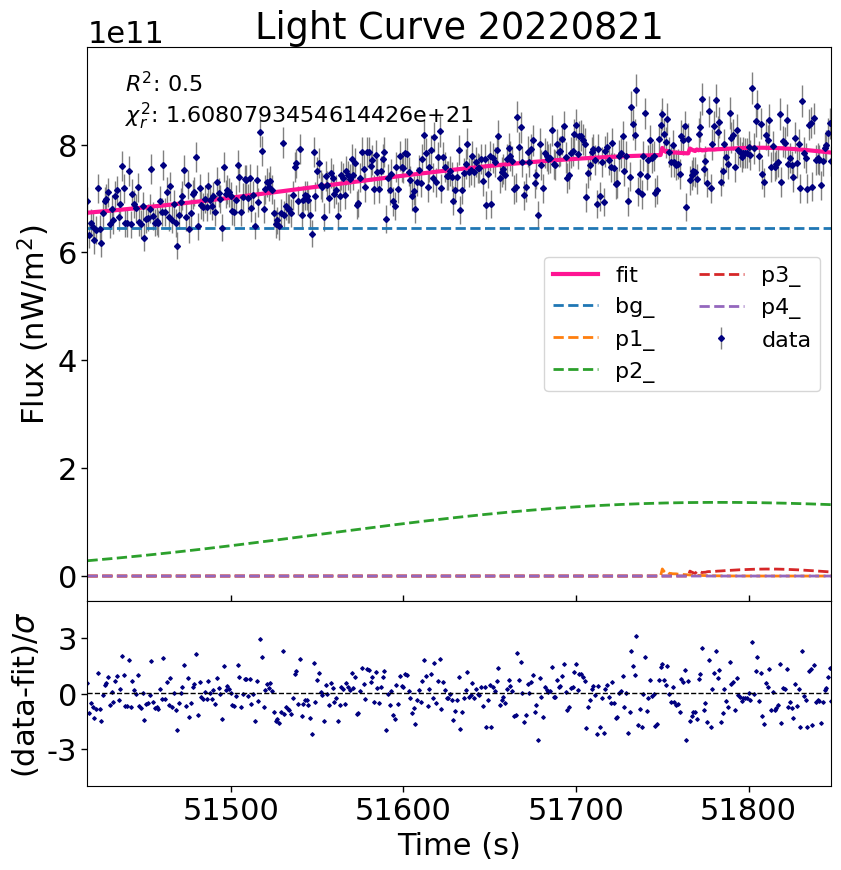 Light Curve 20220821
1e11
R²: 0.5
χ²ᵣ: 1.6080793454614426e+21
8
6
4
2
0
Flux (nW/m²)
fit
bg_
p1_
p2_
p3_
p4_
data
3
0
-3
(data-fit)/σ
51500 51600 51700 51800
Time (s)